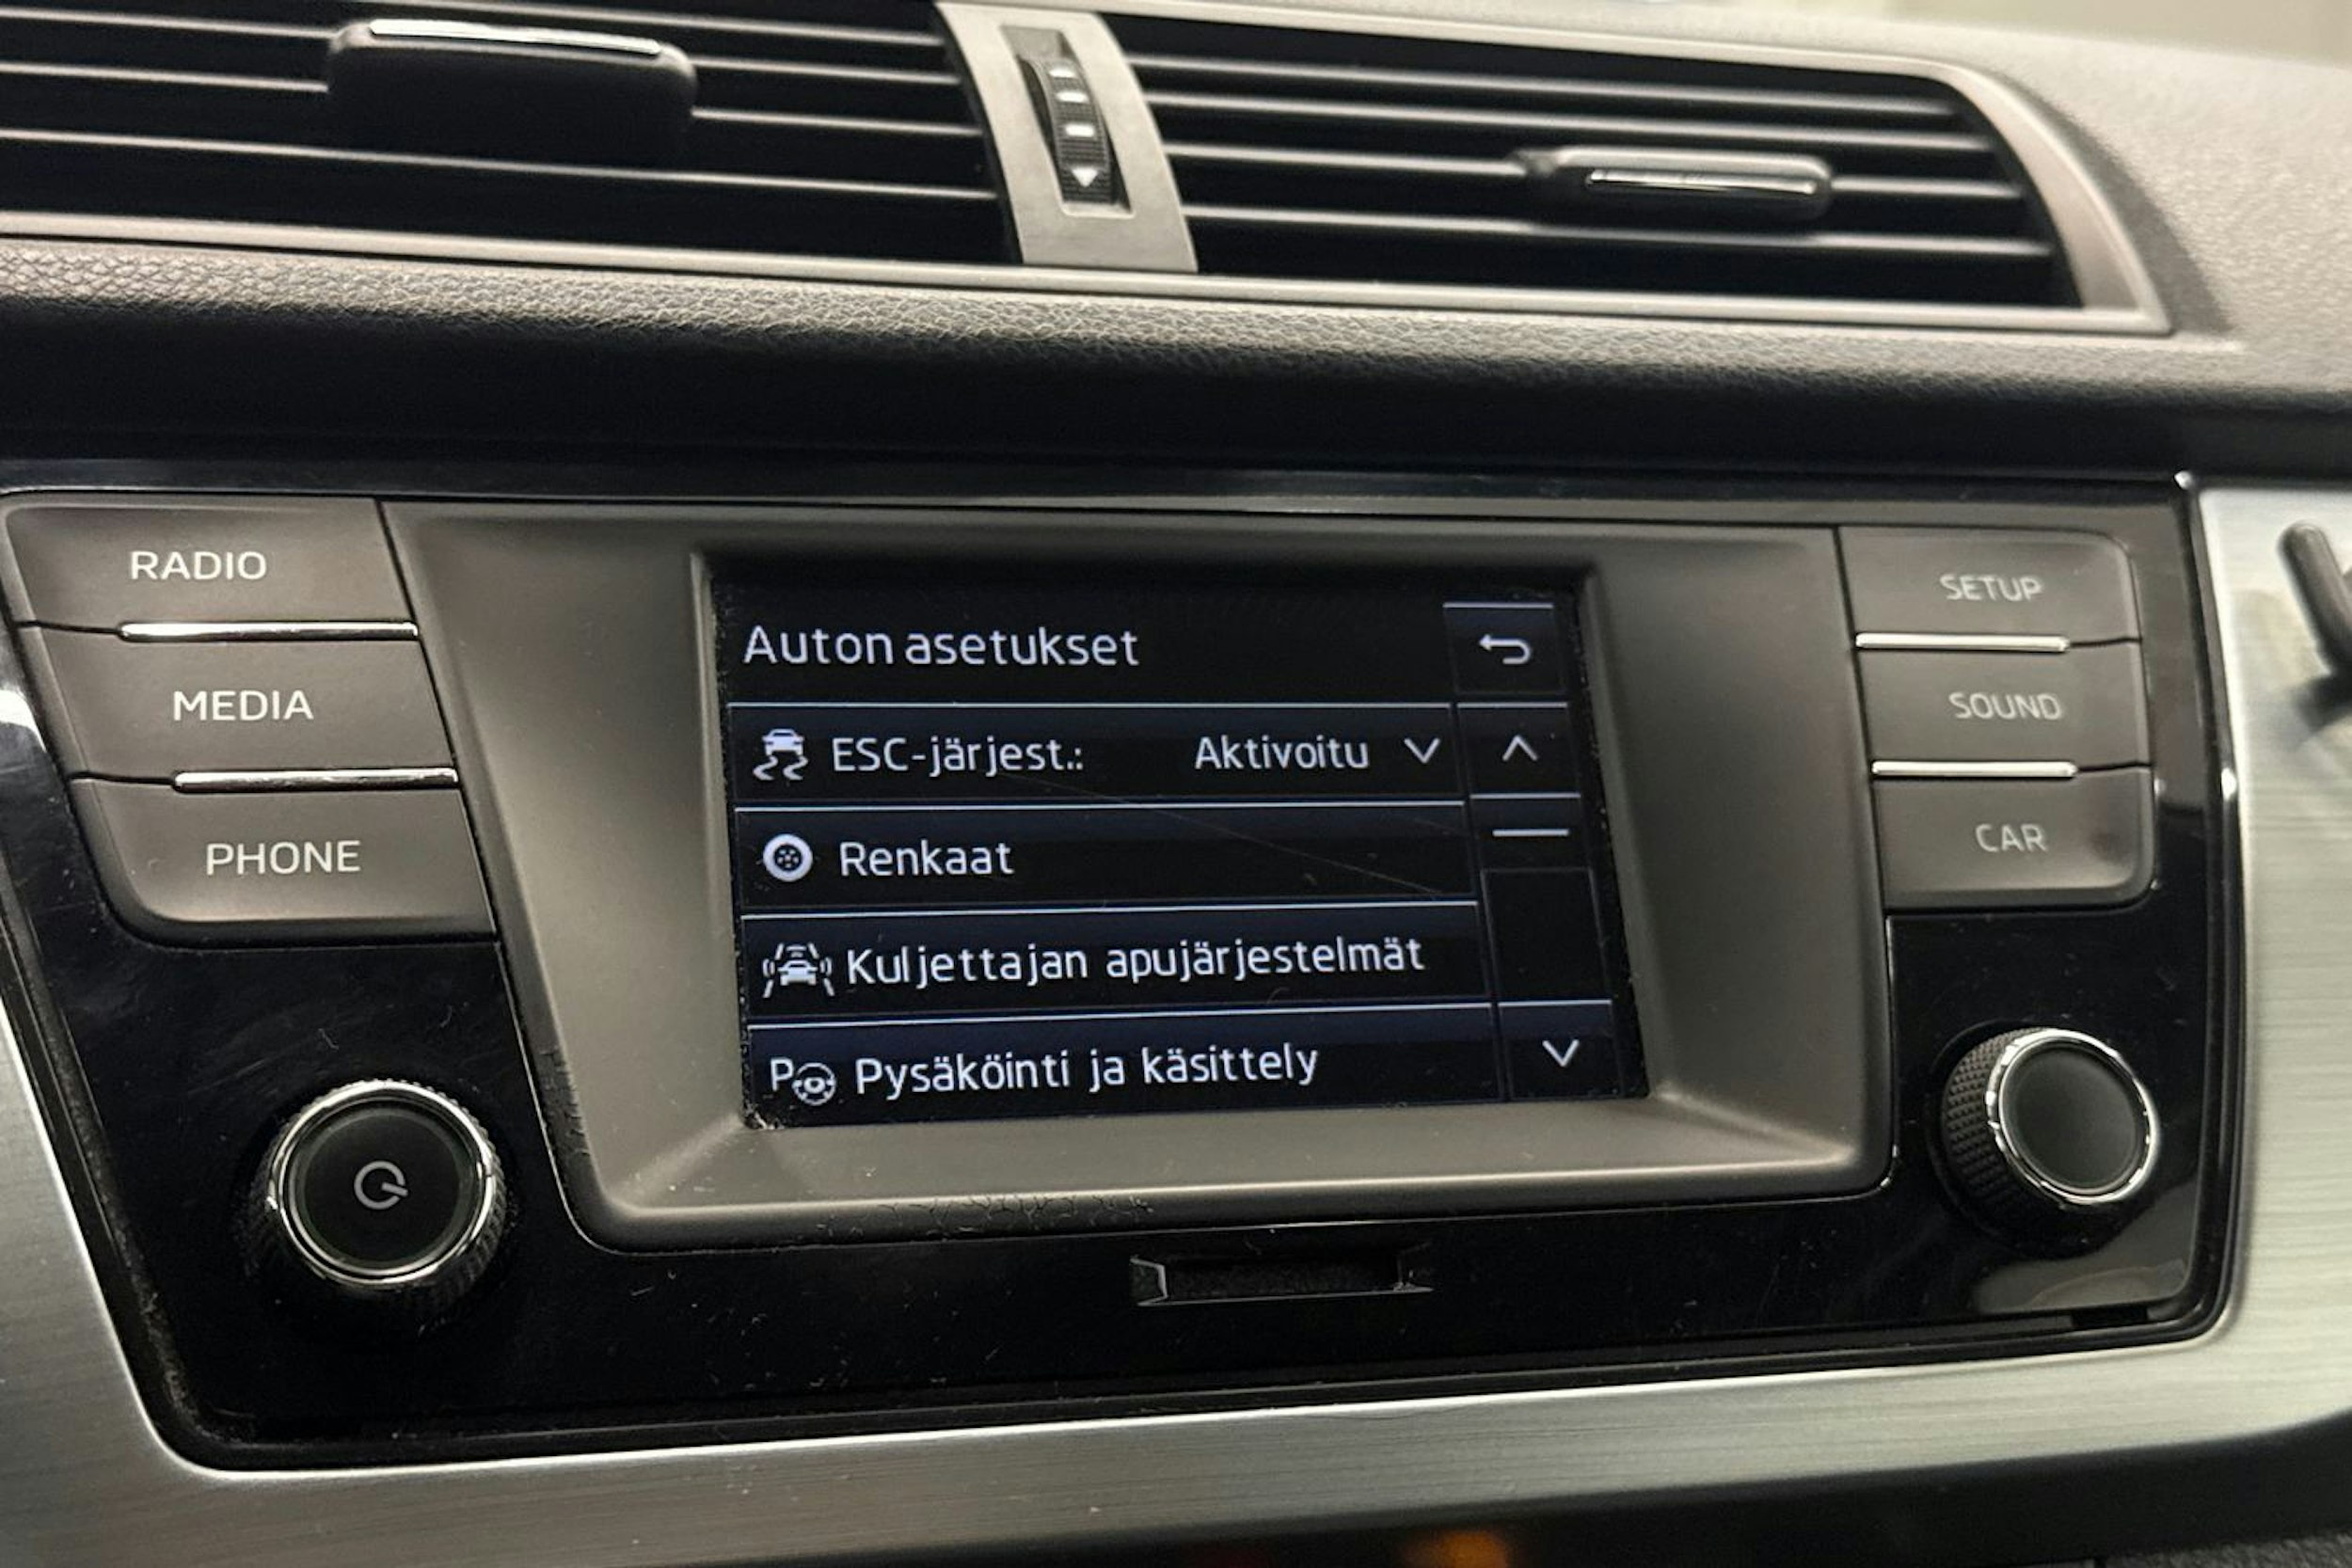 RADIO
MEDIA
PHONE
Auton asetukset
ESC-järjest.: Aktivoitu
Renkaat
Kuljettajan apujärjestelmät
P Pysäköinti ja käsittely
SETUP
SOUND
CAR